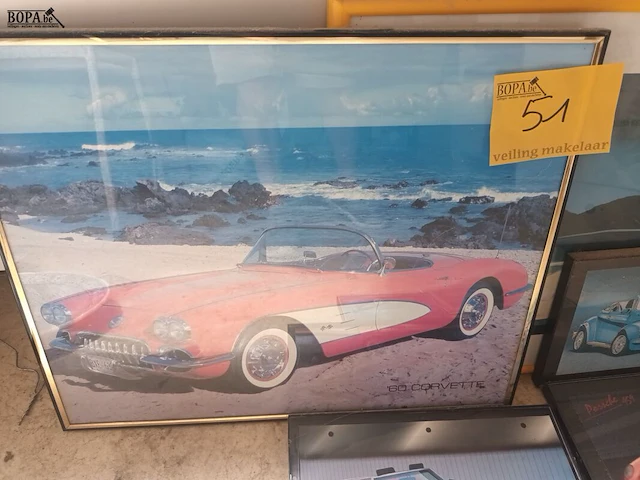 BOPA.be
BOPA.be
51
veiling makelaar
'60 CORVETTE